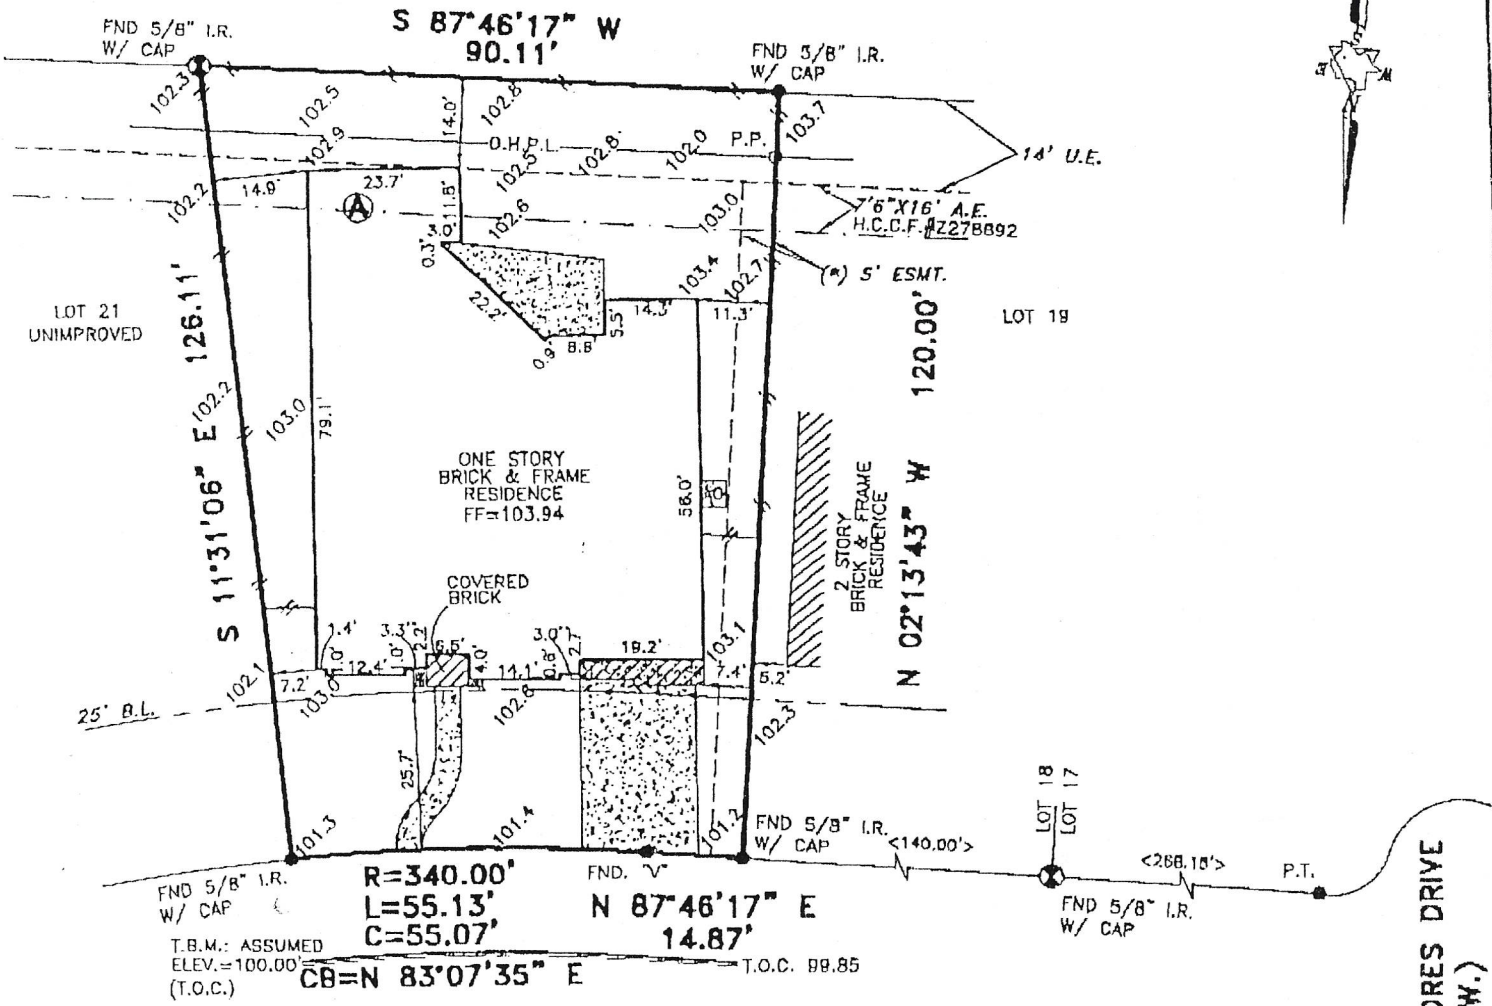 S 87°46'17" W
90.11'
FND 5/8" I.R.
W/ CAP
FND 5/8" I.R.
W/ CAP
102.3
102.5
14.0'
102.8
103.7
102.9
O.H.P.L.
102.5
102.8
102.0
P.P.
14' U.E.
14.9'
23.7'
102.2
A
11.8'
102.6
103.0
7'6"X16' A.E.
H.C.C.F.
0.3'
22.2'
103.4
102.7
(*) 5' ESMT.
14.3'
11.3'
5.5'
0.9'
8.8'
LOT 21
UNIMPROVED
LOT 19
S 11°31'06" E 126.11'
N 02°13'43" W 120.00'
102.2
103.0
79.1'
ONE STORY
BRICK & FRAME
RESIDENCE
FF=103.94
56.0'
2 STORY
BRICK & FRAME
RESIDENCE
COVERED
BRICK
1.4'
3.3'
2.2'
6.5'
3.0'
2.7'
19.2'
103.1
12.4'
4.0'
14.1'
0.8'
7.4'
5.2'
102.1
7.2'
103.0
102.8
25' B.L.
102.3
25.7'
101.3
101.4
101.2
FND 5/8" I.R.
W/ CAP
<140.00'>
LOT 18
LOT 17
P.T.
FND 5/8" I.R.
W/ CAP
R=340.00'
L=55.13'
C=55.07'
CB=N 83°07'35" E
FND. "V"
N 87°46'17" E
14.87'
FND 5/8" I.R.
W/ CAP
T.B.M.: ASSUMED
ELEV.=100.00'
(T.O.C.)
T.O.C. 99.85
ORES DRIVE
W.)